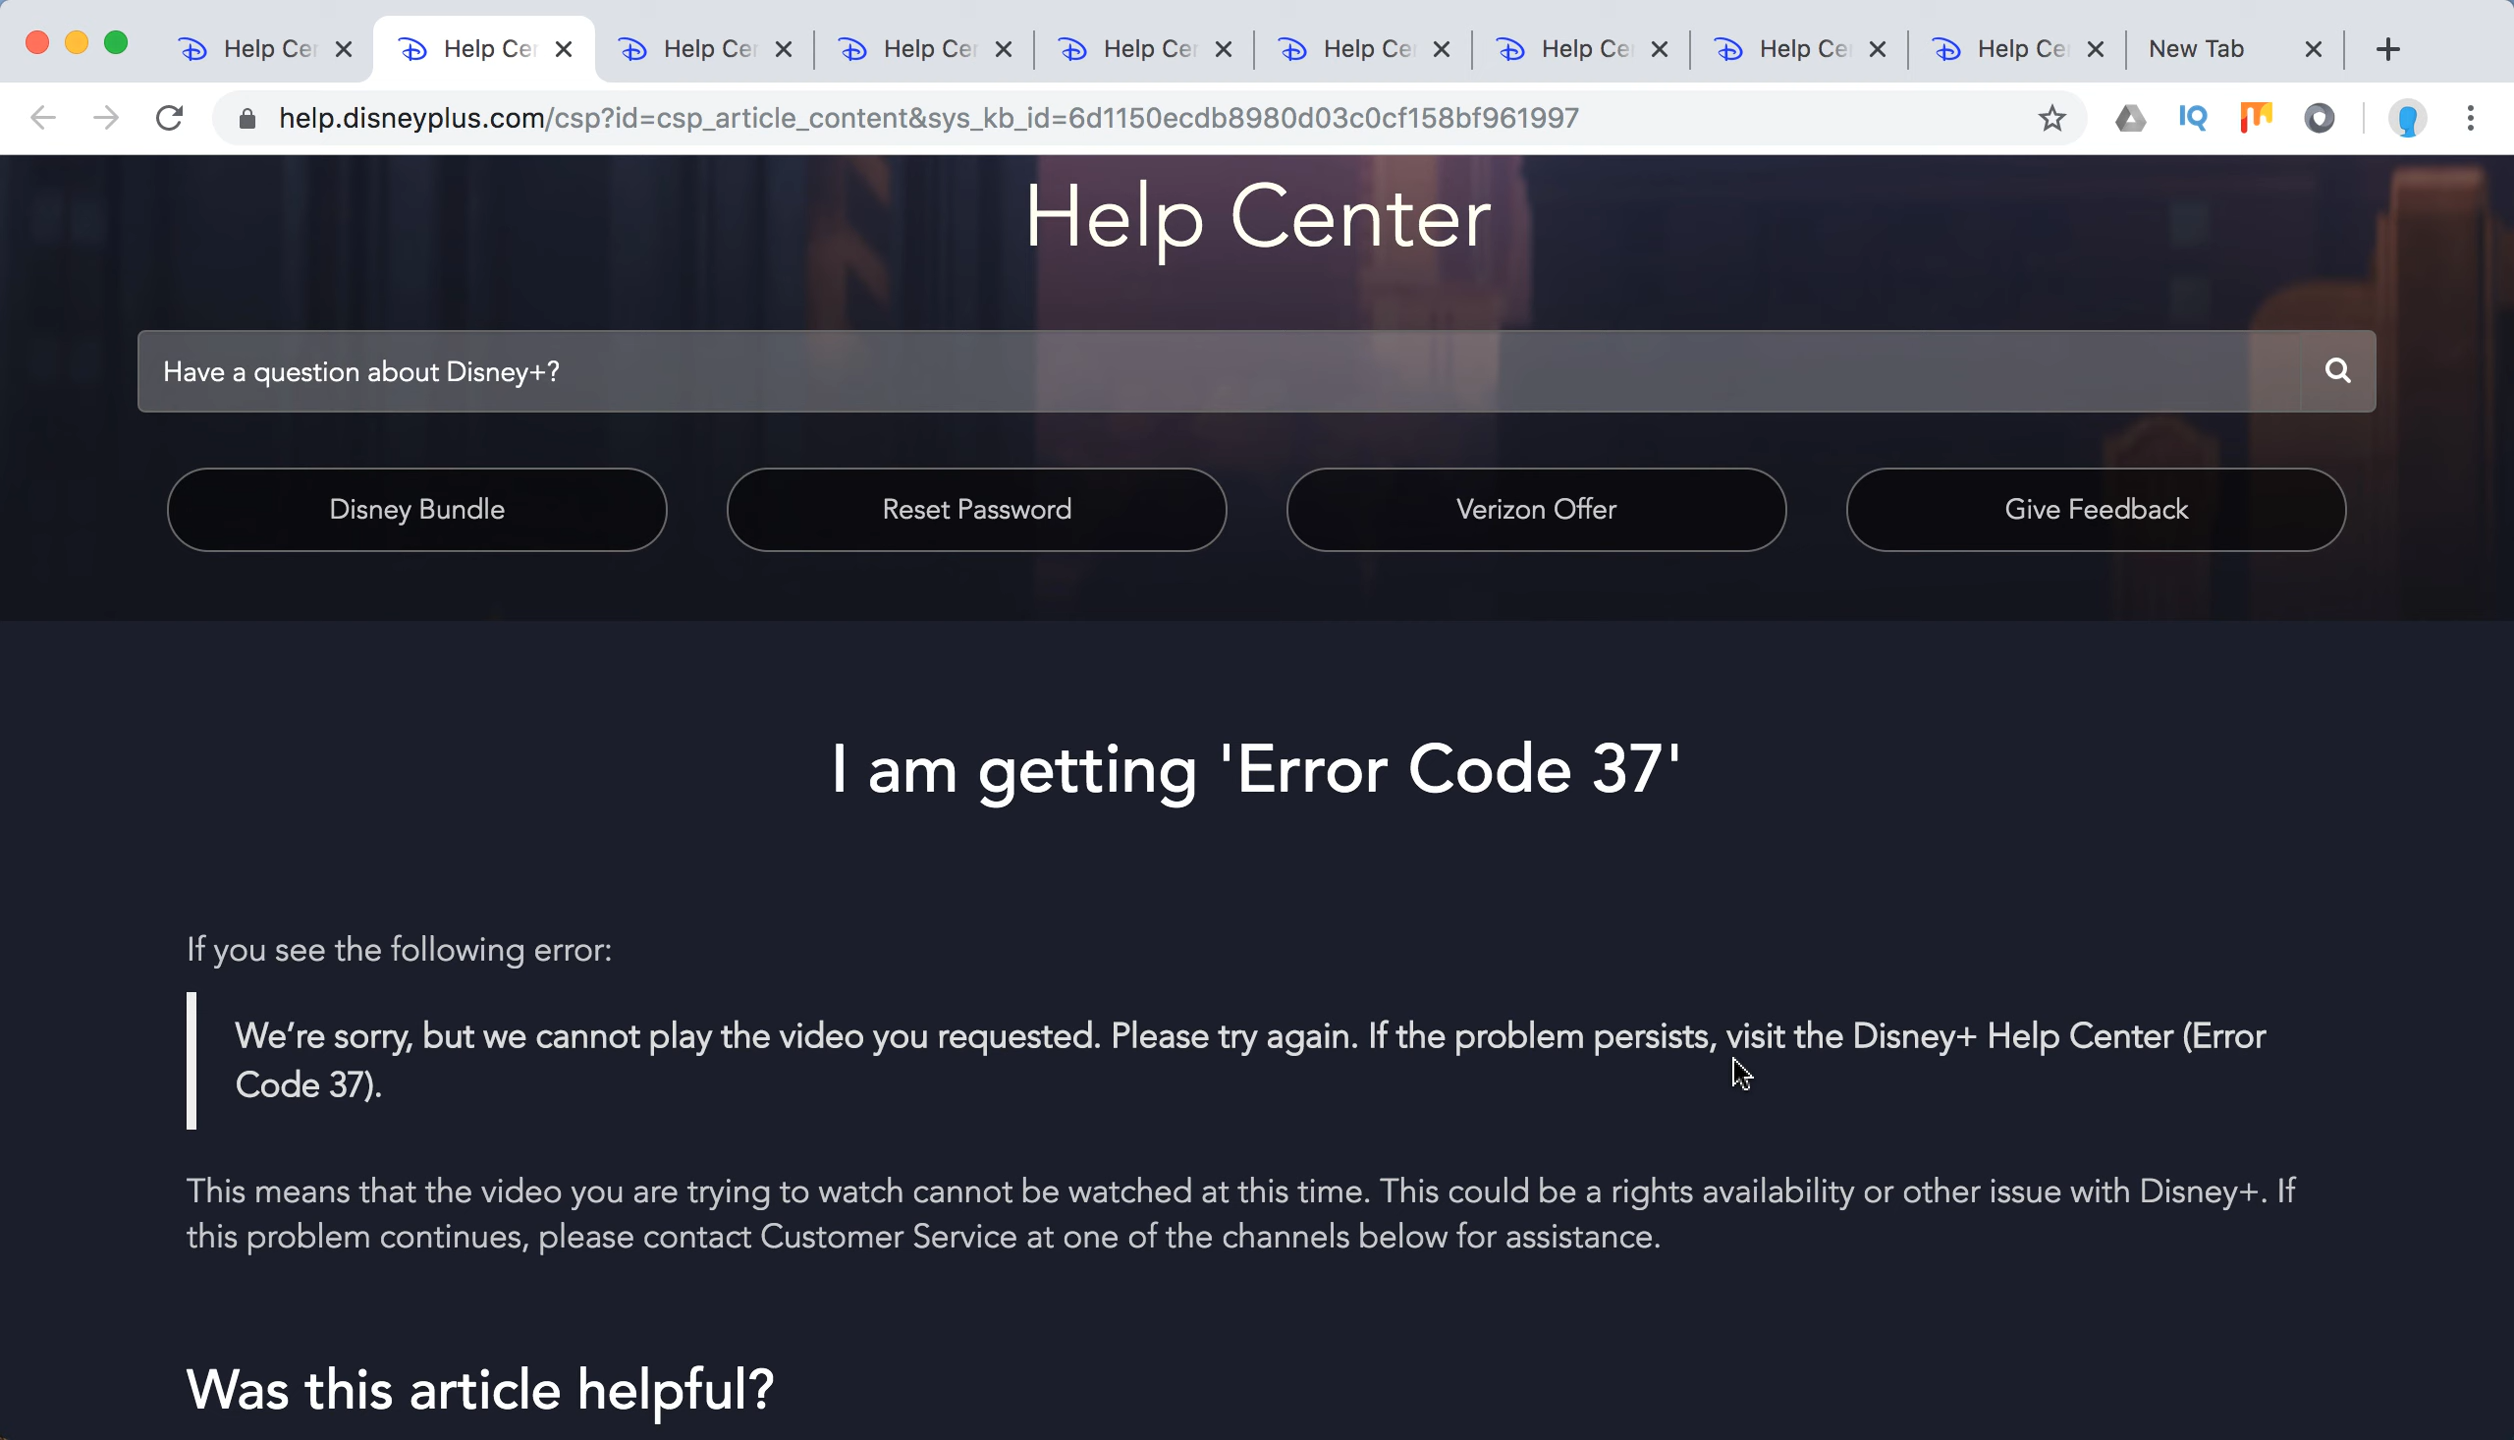 Help Cer
Help Cer
Help Cer
Help Cer
Help Cer
Help Ce
Help Ce
Help Ce
Help Ce
New Tab
help.disneyplus.com/csp?id=csp_article_content&sys_kb_id=6d1150ecdb8980d03c0cf158bf961997
IQ
Help Center
Have a question about Disney+?
Disney Bundle
Reset Password
Verizon Offer
Give Feedback
I am getting 'Error Code 37'
If you see the following error:
We’re sorry, but we cannot play the video you requested. Please try again. If the problem persists, visit the Disney+ Help Center (Error
Code 37).
This means that the video you are trying to watch cannot be watched at this time. This could be a rights availability or other issue with Disney+. If
this problem continues, please contact Customer Service at one of the channels below for assistance.
Was this article helpful?